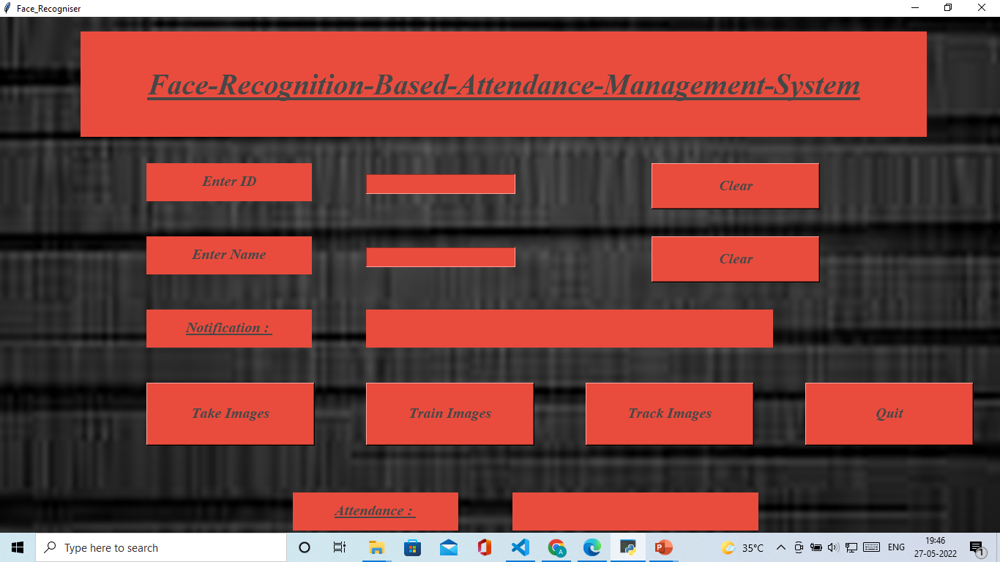 Face_Recogniser
Face-Recognition-Based-Attendance-Management-System
Enter ID
Clear
Enter Name
Clear
Notification :
Take Images
Train Images
Track Images
Quit
Attendance :
Type here to search
A
P
35°C
ENG
19:46
27-05-2022
1